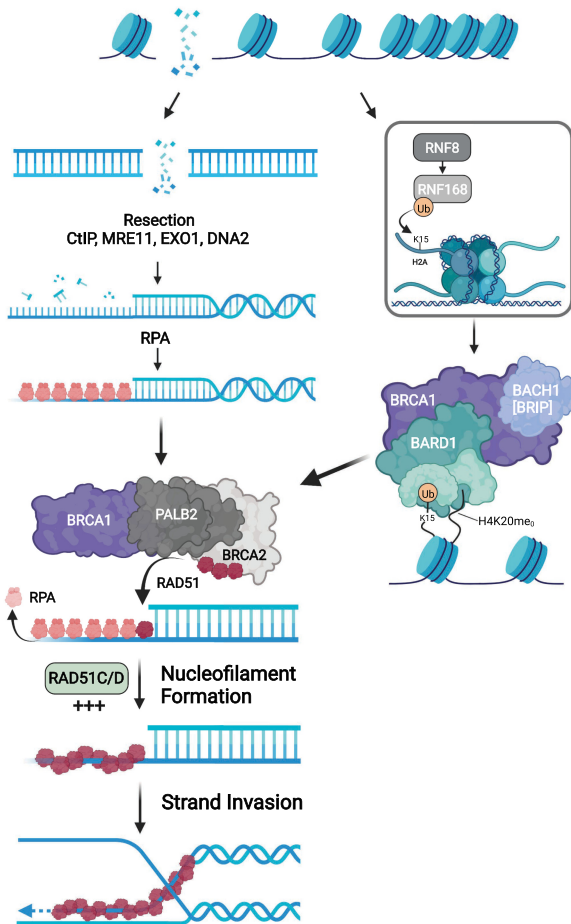 RNF8
RNF168
Ub
K15
H2A
Resection
CtIP, MRE11, EXO1, DNA2
RPA
BRCA1
BACH1
[BRIP]
BARD1
Ub
K15
H4K20me₀
BRCA1
PALB2
BRCA2
RAD51
RPA
RAD51C/D
+++
Nucleofilament
Formation
Strand Invasion